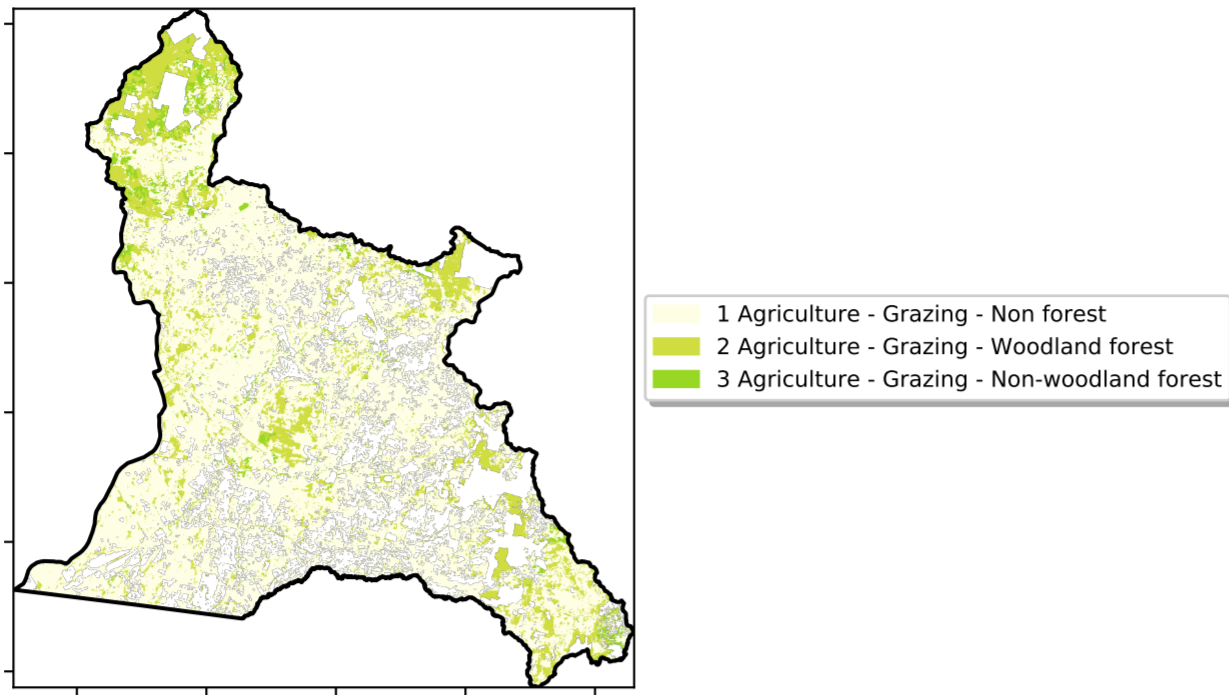 1 Agriculture - Grazing - Non forest
2 Agriculture - Grazing - Woodland forest
3 Agriculture - Grazing - Non-woodland forest